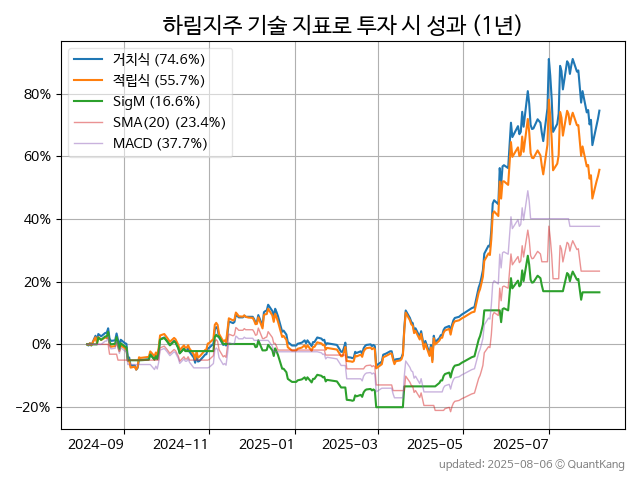 하림지주 기술 지표로 투자 시 성과 (1년)
거치식 (74.6%)
적립식 (55.7%)
SigM (16.6%)
SMA(20) (23.4%)
MACD (37.7%)
80%
60%
40%
20%
0%
−20%
2024-09
2024-11
2025-01
2025-03
2025-05
2025-07
updated: 2025-08-06 © QuantKang